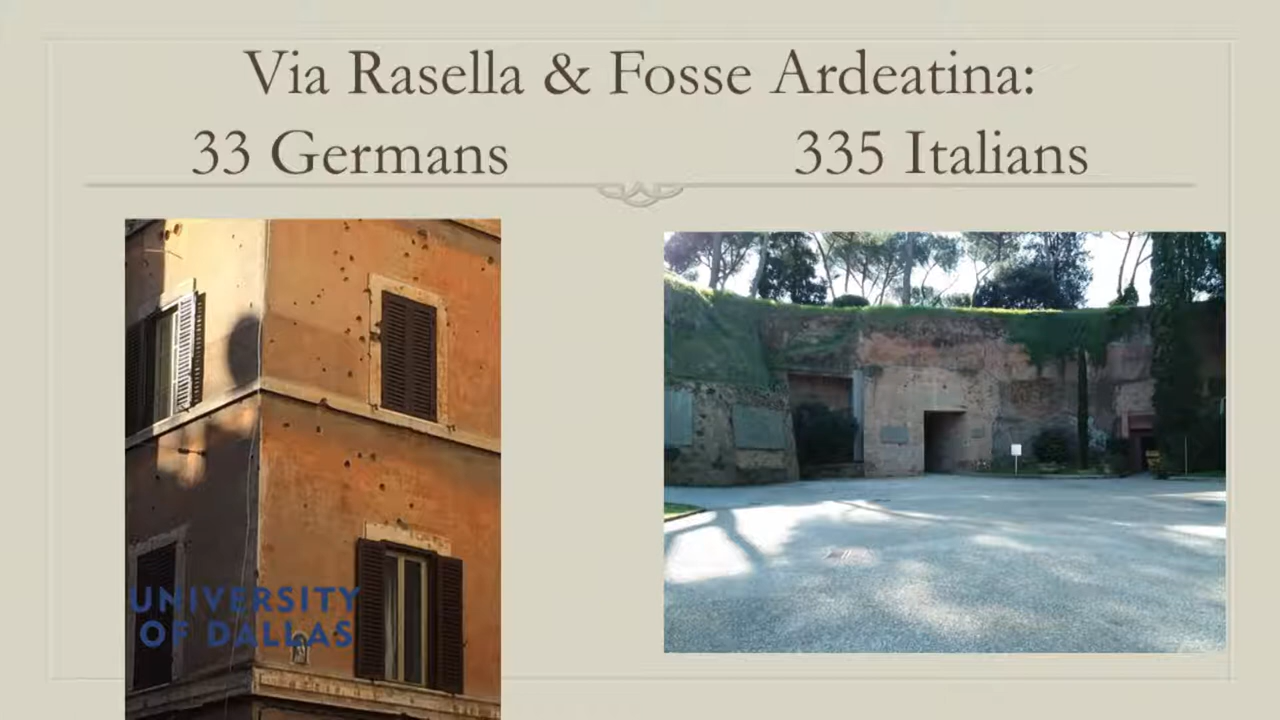 Via Rasella & Fosse Ardeatina:
33 Germans 335 Italians
UNIVERSITY
OF DALLAS